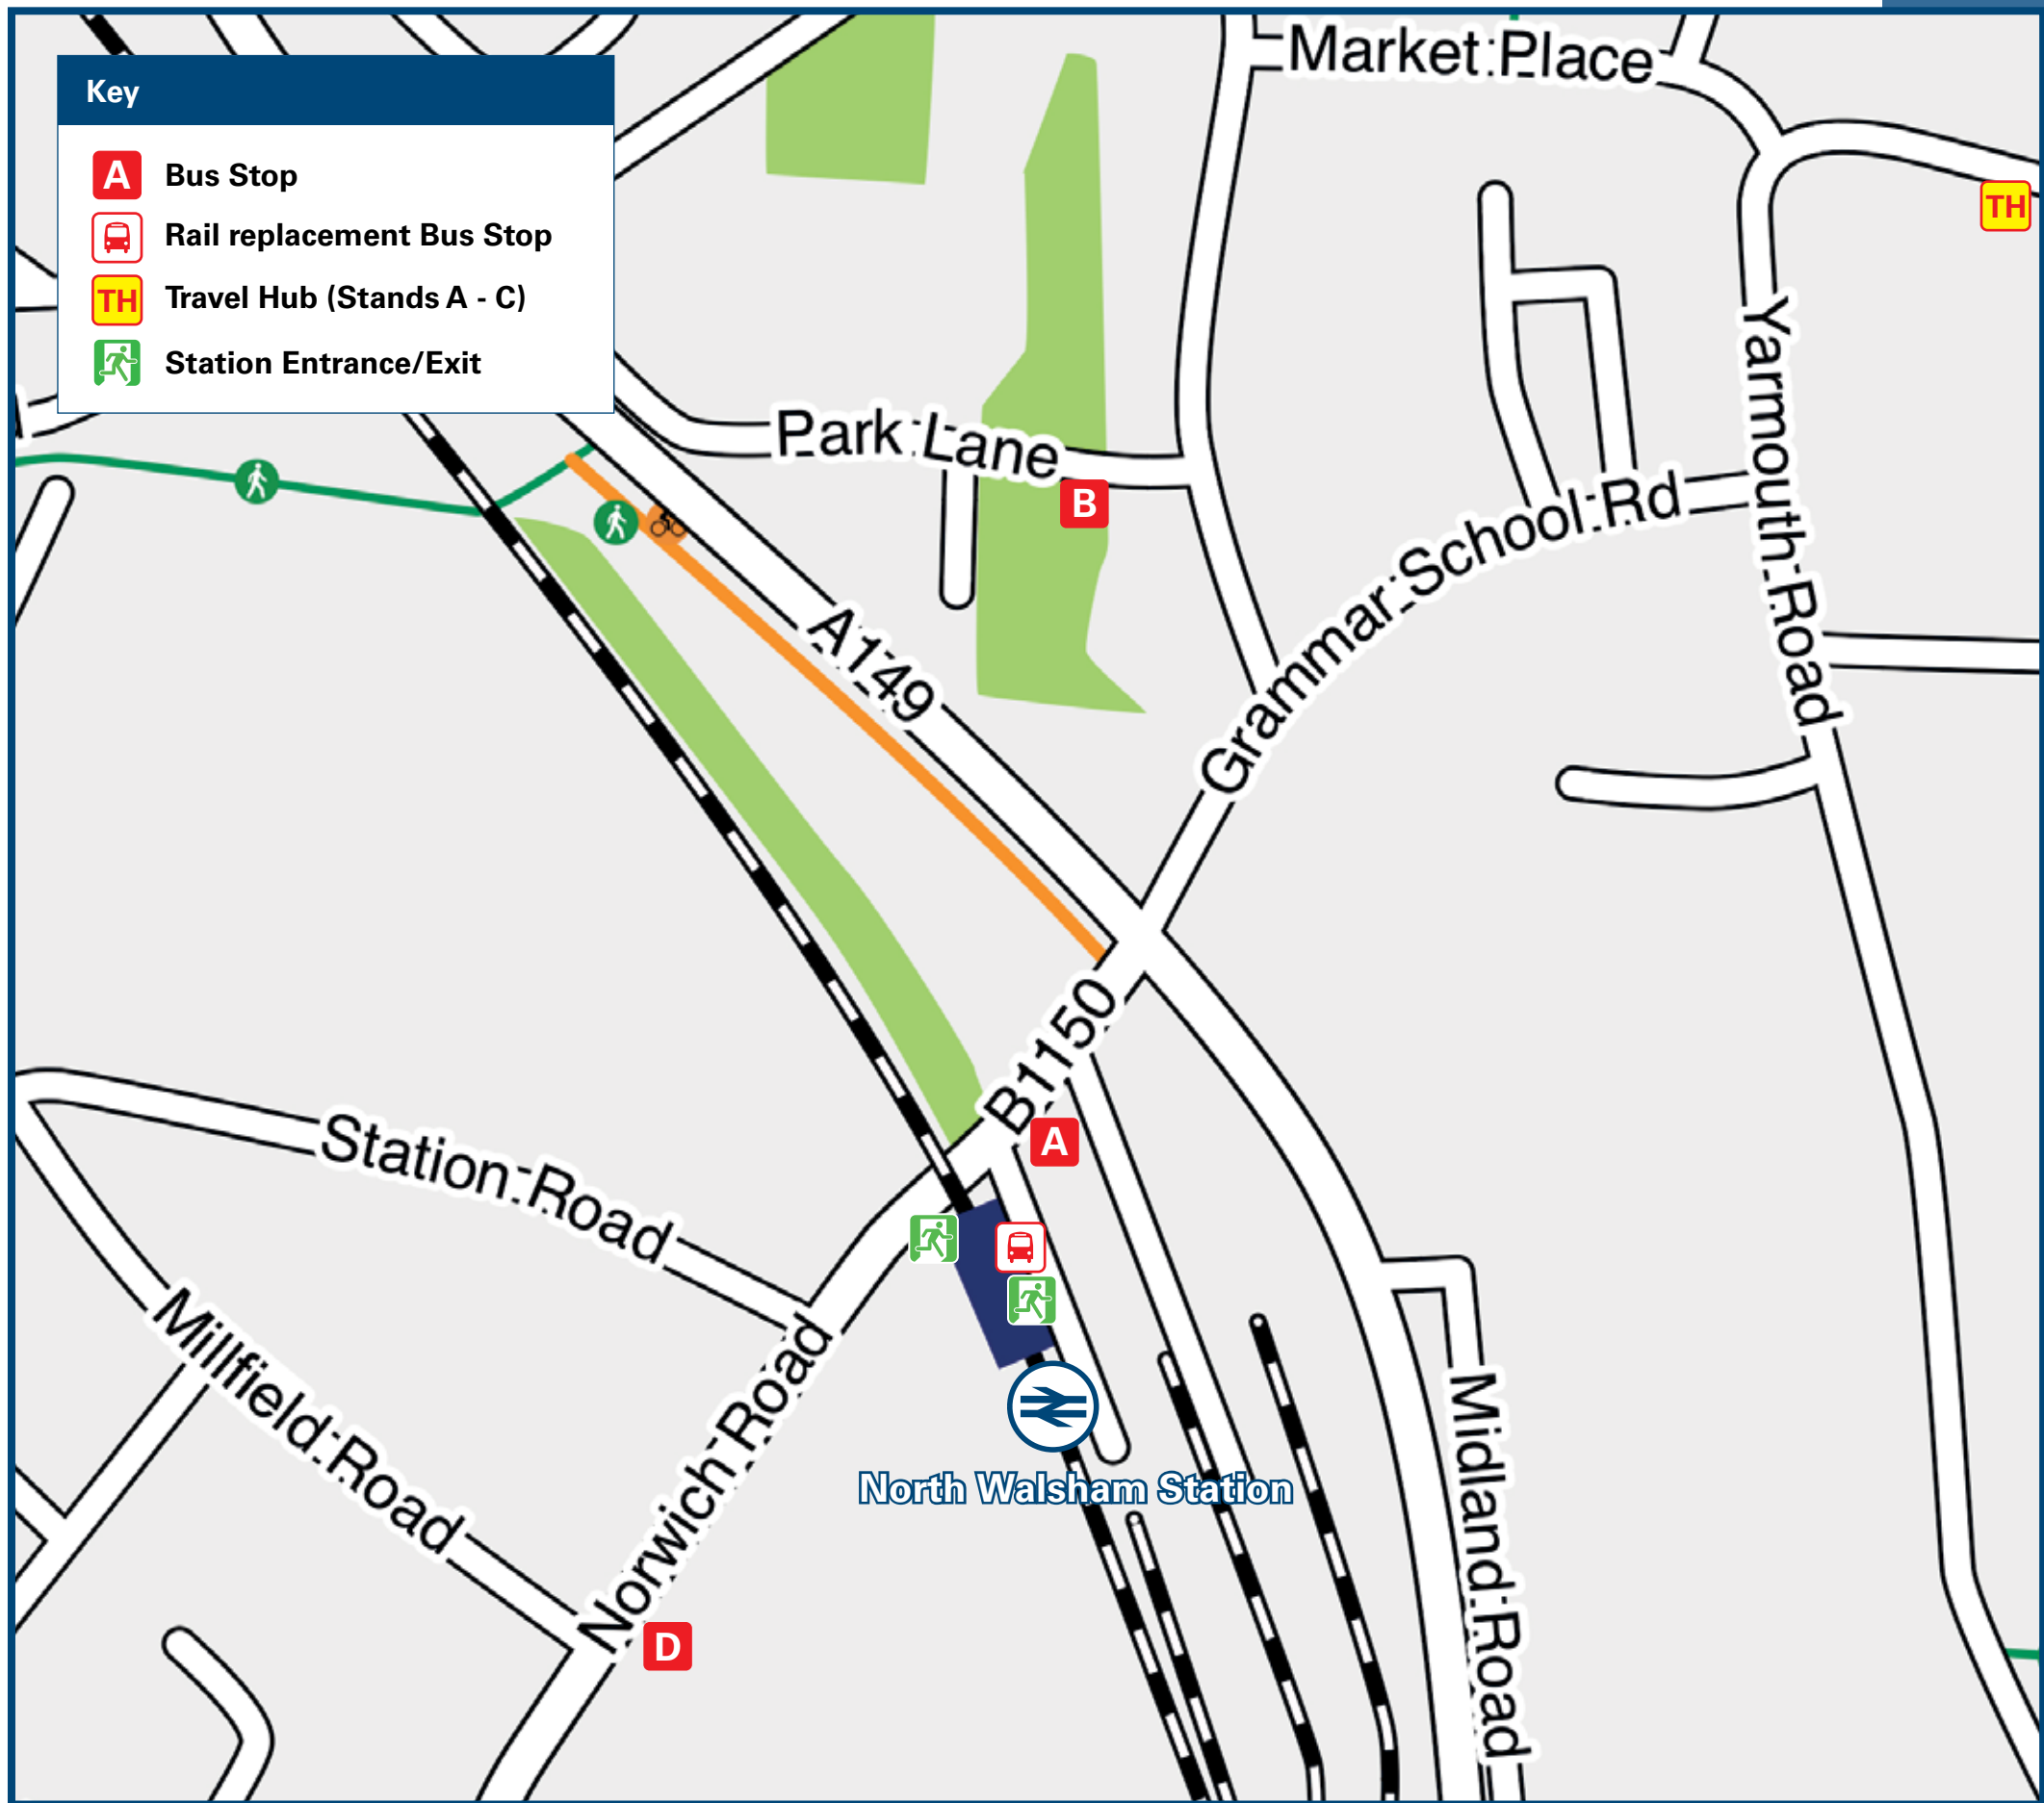 Key
A Bus Stop
Rail replacement Bus Stop
TH Travel Hub (Stands A - C)
Station Entrance/Exit
Market Place
TH
Yarmouth Road
Park Lane
B
Grammar School Rd
A149
B1150
A
Station Road
Millfield Road
Norwich Road
North Walsham Station
Midland Road
D